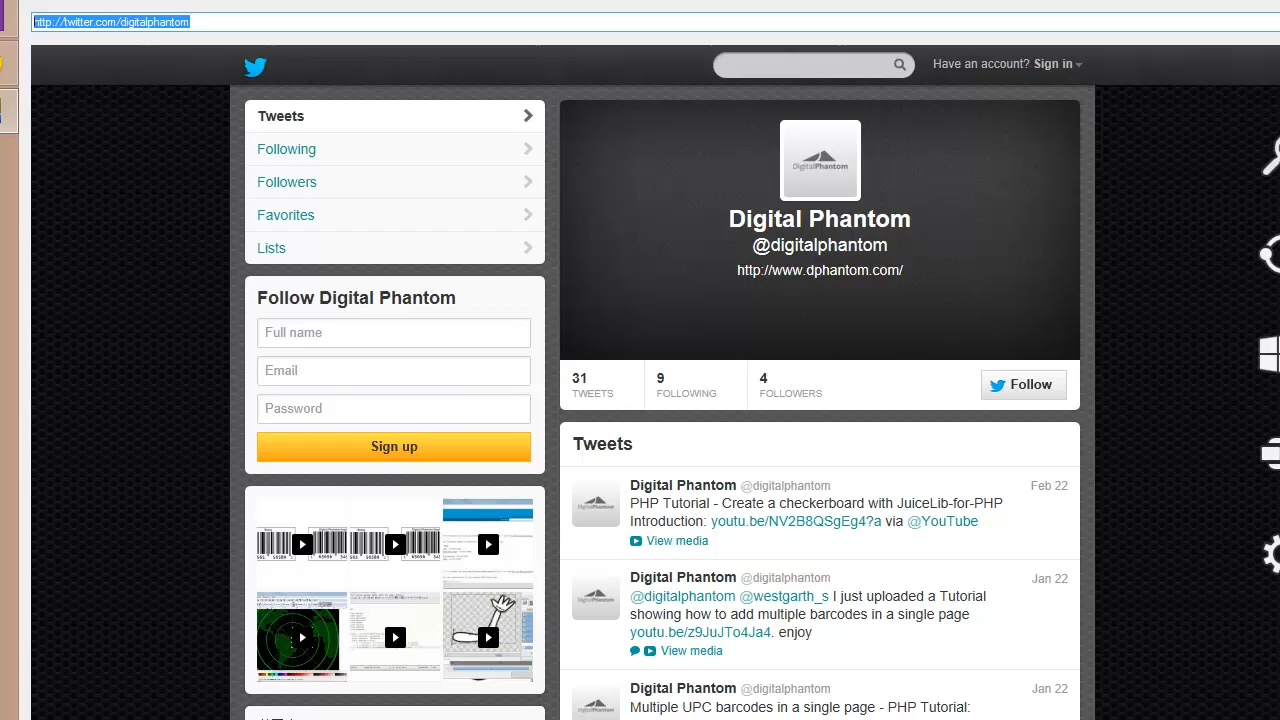 http://twitter.com/digitalphantom
Have an account? Sign in
Tweets
Following
Followers
Favorites
Lists
Follow Digital Phantom
Full name
Email
Password
Sign up
DigitalPhantom
Digital Phantom
@digitalphantom
http://www.dphantom.com/
31
TWEETS
9
FOLLOWING
4
FOLLOWERS
Follow
Tweets
Digital Phantom @digitalphantom Feb 22
PHP Tutorial - Create a checkerboard with JuiceLib-for-PHP
Introduction: youtu.be/NV2B8QSgEg4?a via @YouTube
View media
Digital Phantom @digitalphantom Jan 22
@digitalphantom @westgarth_s I just uploaded a Tutorial
showing how to add multiple barcodes in a single page
youtu.be/z9JuJTo4Ja4. enjoy
View media
Digital Phantom @digitalphantom Jan 22
Multiple UPC barcodes in a single page - PHP Tutorial: